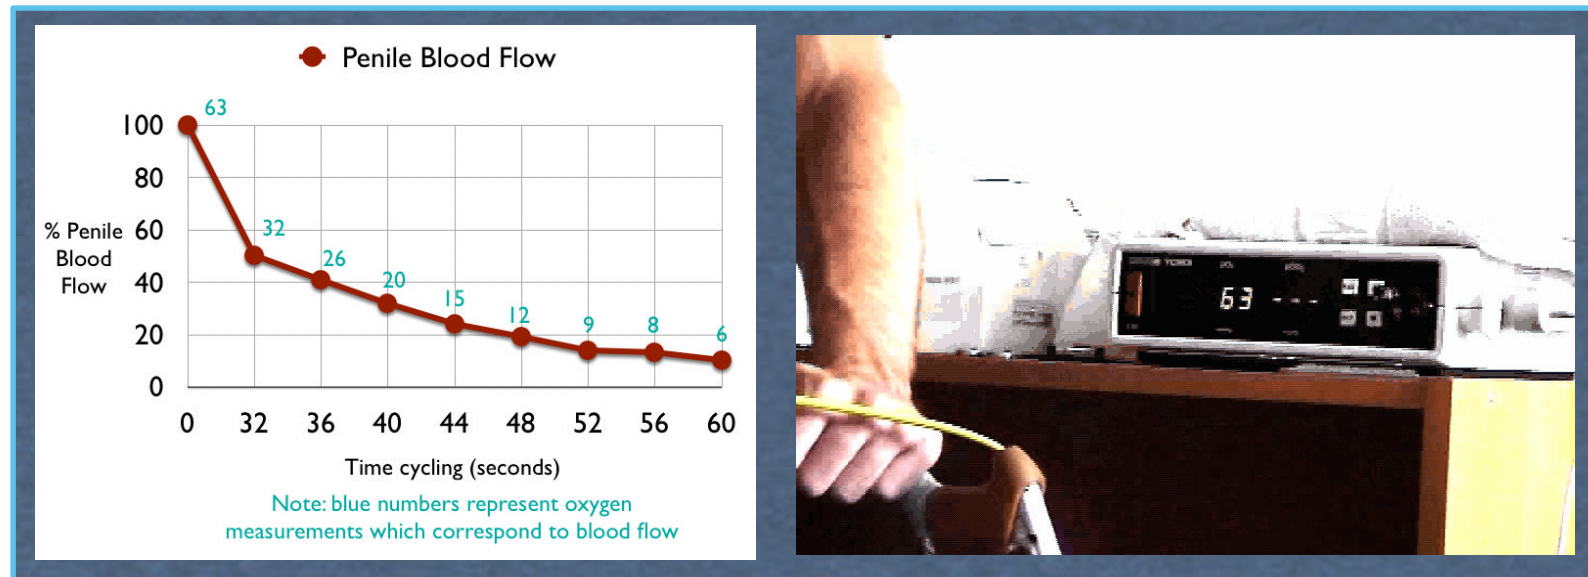 Penile Blood Flow
63
100
80
60
40
20
0
% Penile
Blood
Flow
32
26
20
15
12
9
8
6
0 32 36 40 44 48 52 56 60
Time cycling (seconds)
Note: blue numbers represent oxygen
measurements which correspond to blood flow
63 - - -